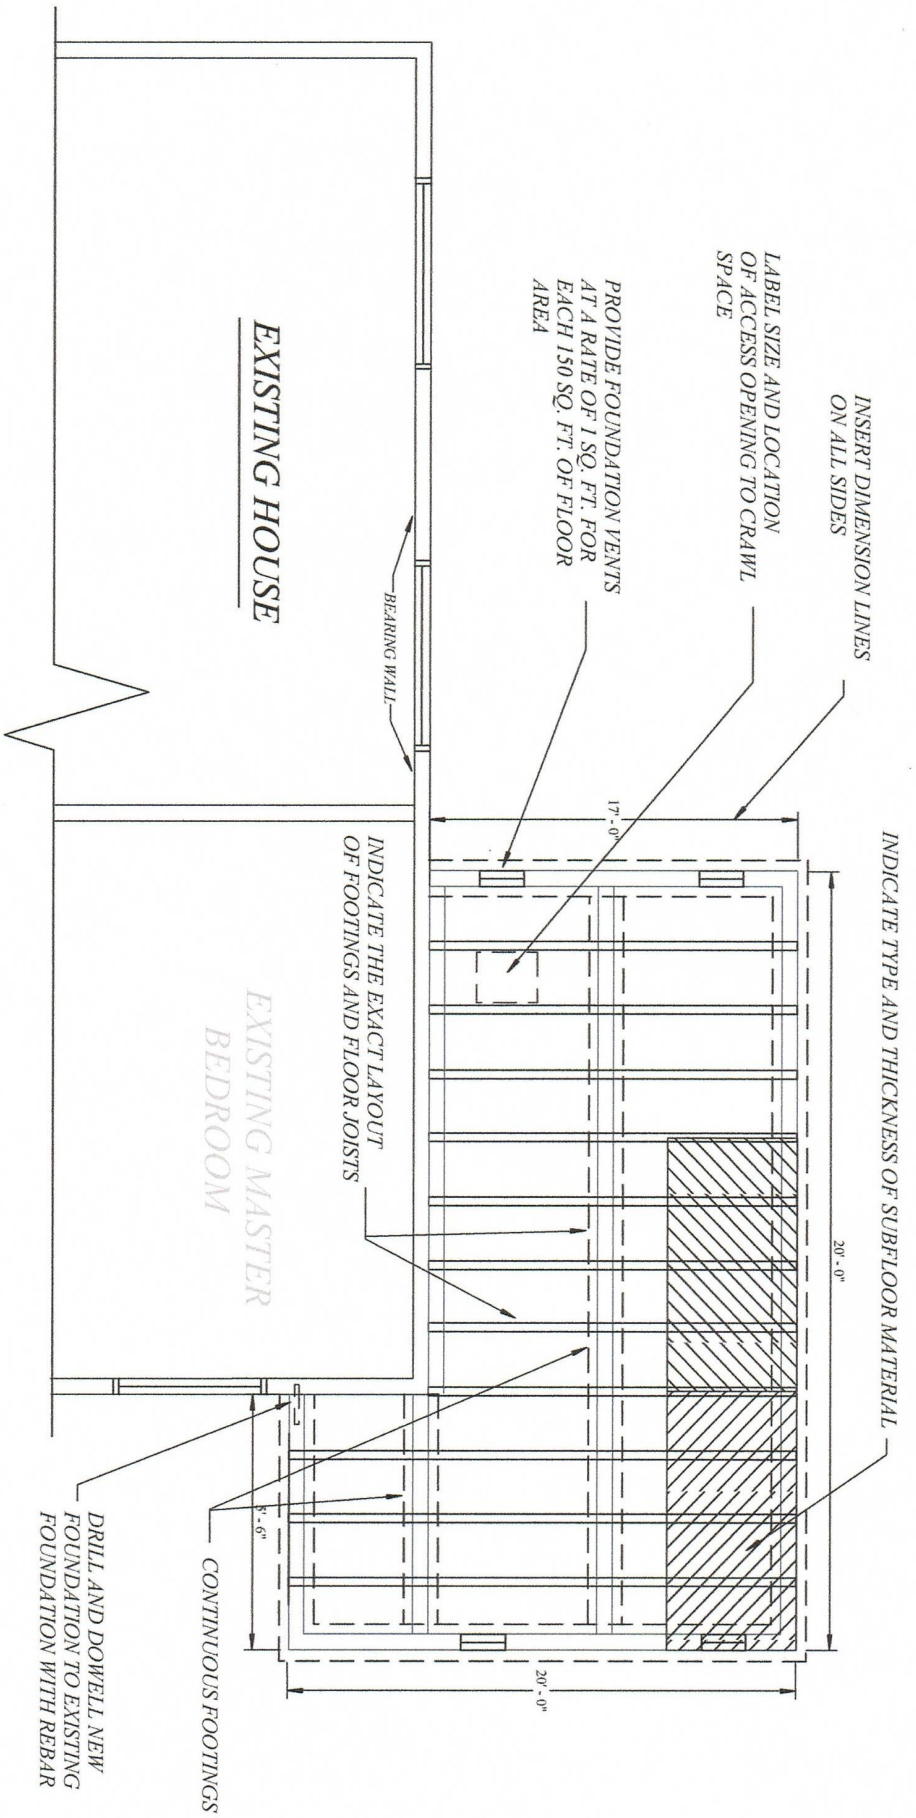 INDICATE TYPE AND THICKNESS OF SUBFLOOR MATERIAL
INSERT DIMENSION LINES
ON ALL SIDES
20' - 0"
LABEL SIZE AND LOCATION
OF ACCESS OPENING TO CRAWL
SPACE
17' - 0"
PROVIDE FOUNDATION VENTS
AT A RATE OF 1 SQ. FT. FOR
EACH 150 SQ. FT. OF FLOOR
AREA
20' - 0"
BEARING WALL
INDICATE THE EXACT LAYOUT
OF FOOTINGS AND FLOOR JOISTS
EXISTING HOUSE
EXISTING MASTER
BEDROOM
CONTINUOUS FOOTINGS
DRILL AND DOWELL NEW
FOUNDATION TO EXISTING
FOUNDATION WITH REBAR